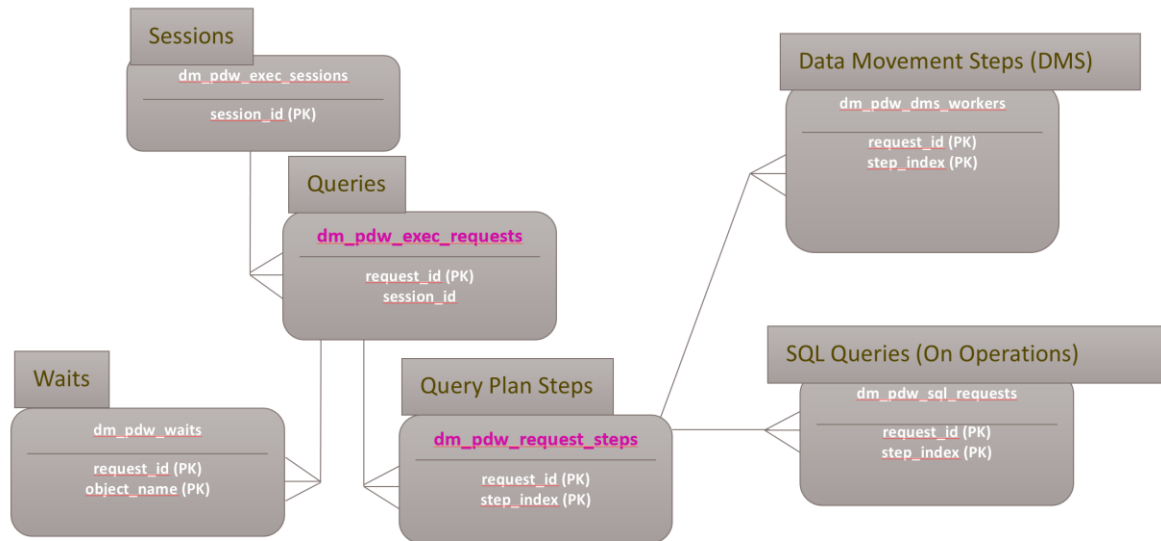 Sessions
dm_pdw_exec_sessions
session_id (PK)
Queries
dm_pdw_exec_requests
request_id (PK)
session_id
Waits
dm_pdw_waits
request_id (PK)
object_name (PK)
Query Plan Steps
dm_pdw_request_steps
request_id (PK)
step_index (PK)
Data Movement Steps (DMS)
dm_pdw_dms_workers
request_id (PK)
step_index (PK)
SQL Queries (On Operations)
dm_pdw_sql_requests
request_id (PK)
step_index (PK)